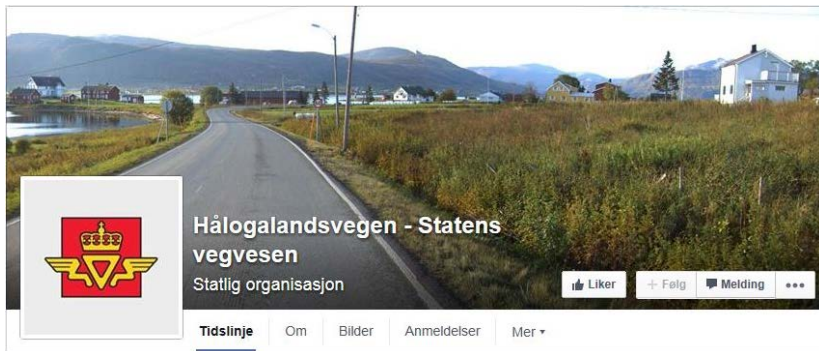 Hålogalandsvegen - Statens
vegvesen
Statlig organisasjon
Liker
+ Følg
Melding
Tidslinje Om Bilder Anmeldelser Mer